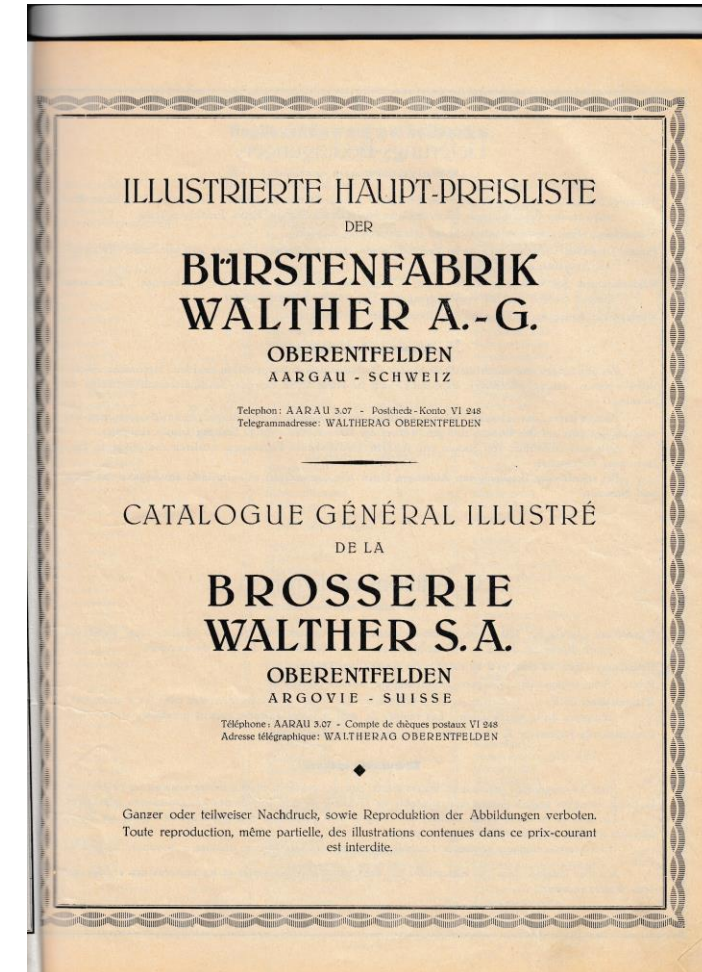 ILLUSTRIERTE HAUPT-PREISLISTE
DER
BÜRSTENFABRIK
WALTHER A.-G.
OBERENTFELDEN
AARGAU - SCHWEIZ
Telephon: AARAU 3.07 - Postcheck-Konto VI 248
Telegrammadresse: WALTHERAG OBERENTFELDEN
CATALOGUE GÉNÉRAL ILLUSTRÉ
DE LA
BROSSERIE
WALTHER S.A.
OBERENTFELDEN
ARGOVIE - SUISSE
Téléphone: AARAU 3.07 - Compte de chèques postaux VI 248
Adresse télégraphique: WALTHERAG OBERENTFELDEN
Ganzer oder teilweiser Nachdruck, sowie Reproduktion der Abbildungen verboten.
Toute reproduction, même partielle, des illustrations contenues dans ce prix-courant
est interdite.